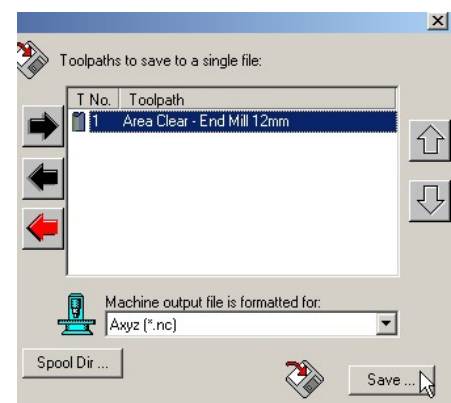 Toolpaths to save to a single file:
T No. Toolpath
1 Area Clear - End Mill 12mm
Machine output file is formatted for:
Axyz (*.nc)
Spool Dir ...
Save ...